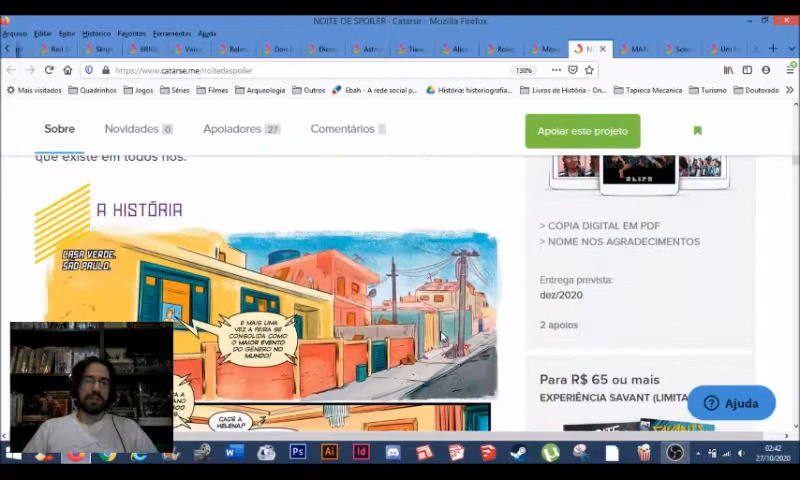 NOITE DE SPOILER - Catarse - Mozilla Firefox
Arquivo Editar Exibir Histórico Favoritos Ferramentas Ajuda
https://www.catarse.me/noitedespoiler
130%
Mais visitados Quadrinhos Jogos Séries Filmes Arqueologia Outros Ebah - A rede social p... História: historiografia... Livros de História - On... Tapioca Mecanica Turismo Doutorado
Sobre Novidades 0 Apoiadores 27 Comentários
Apoiar este projeto
que existe em todos nós.
A HISTÓRIA
CASA VERDE,
SÃO PAULO.
E MAIS UMA
VEZ A FEIRA SE
CONSOLIDA COMO
O MAIOR EVENTO
DO GÊNERO NO
MUNDO!
CADÊ A
HELENA?
> CÓPIA DIGITAL EM PDF
> NOME NOS AGRADECIMENTOS
Entrega prevista:
dez/2020
2 apoios
Para R$ 65 ou mais
EXPERIÊNCIA SAVANT (LIMITA
Ajuda
02:42
27/10/2020